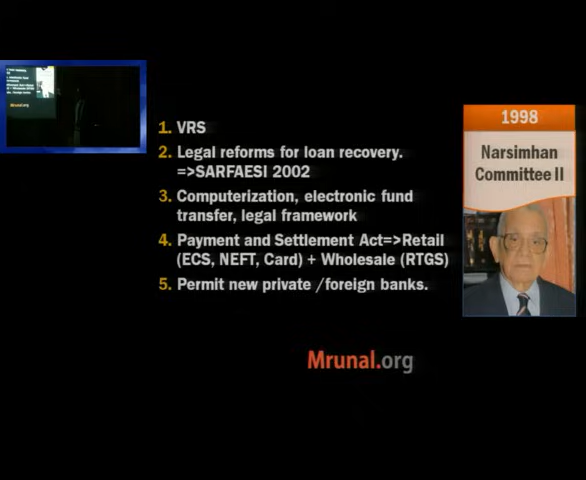 1998
Narsimhan
Committee II
1. VRS
2. Legal reforms for loan recovery.
=>SARFAESI 2002
3. Computerization, electronic fund
transfer, legal framework
4. Payment and Settlement Act=>Retail
(ECS, NEFT, Card) + Wholesale (RTGS)
5. Permit new private /foreign banks.
Mrunal.org
Mrunal.org